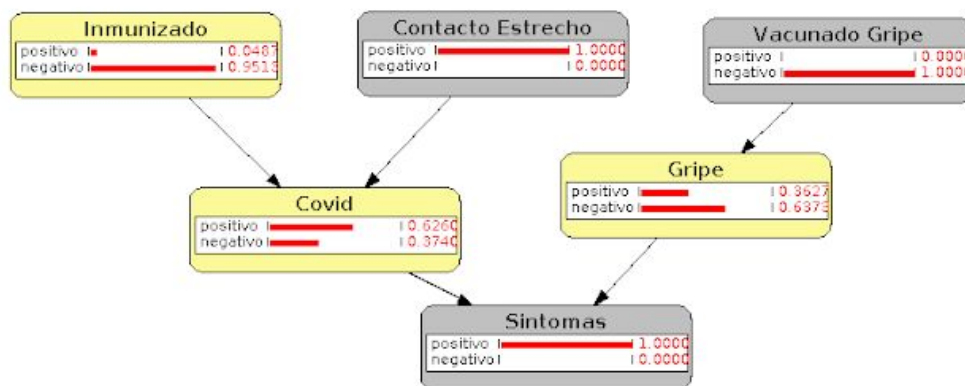 Inmunizado
positivo 0.0487
negativo 0.9513
Contacto Estrecho
positivo 1.0000
negativo 0.0000
Vacunado Gripe
positivo 0.0000
negativo 1.0000
Covid
positivo 0.6260
negativo 0.3740
Gripe
positivo 0.3627
negativo 0.6373
Sintomas
positivo 1.0000
negativo 0.0000